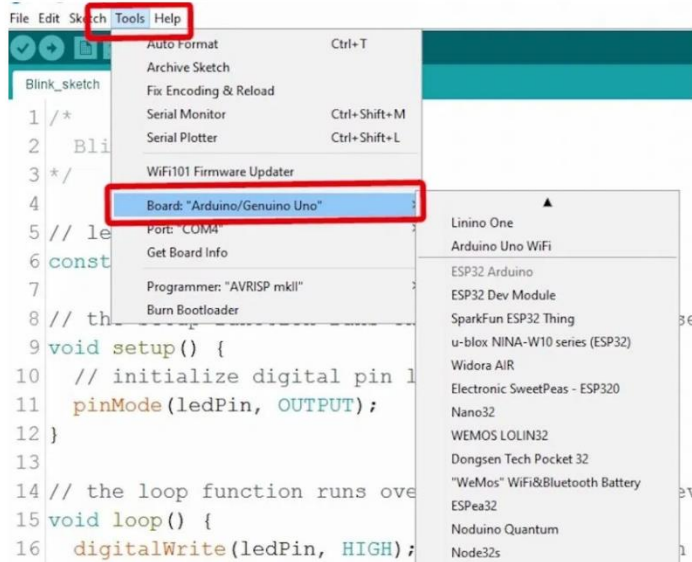 File Edit Sketch Tools Help
Auto Format Ctrl+T
Archive Sketch
Blink_sketch
Fix Encoding & Reload
Serial Monitor Ctrl+Shift+M
Serial Plotter Ctrl+Shift+L
WiFi101 Firmware Updater
Board: "Arduino/Genuino Uno"
Port: "COM4"
Get Board Info
Programmer: "AVRISP mkII"
Burn Bootloader
Linino One
Arduino Uno WiFi
ESP32 Arduino
ESP32 Dev Module
SparkFun ESP32 Thing
u-blox NINA-W10 series (ESP32)
Widora AIR
Electronic SweetPeas - ESP320
Nano32
WEMOS LOLIN32
Dongsen Tech Pocket 32
"WeMos" WiFi&Bluetooth Battery
ESPea32
Noduino Quantum
Node32s
1 /*
2 Bli
3 */
4
5 // le
6 const
7
8 // th
9 void setup() {
10 // initialize digital pin l
11 pinMode(ledPin, OUTPUT);
12 }
13
14 // the loop function runs ove
15 void loop() {
16 digitalWrite(ledPin, HIGH);